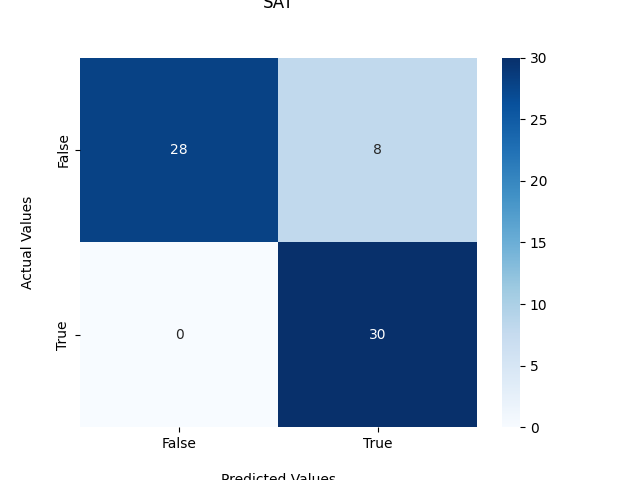 SAT
30
25
20
15
10
5
0
Actual Values
False
True
28
8
0
30
False
True
Predicted Values